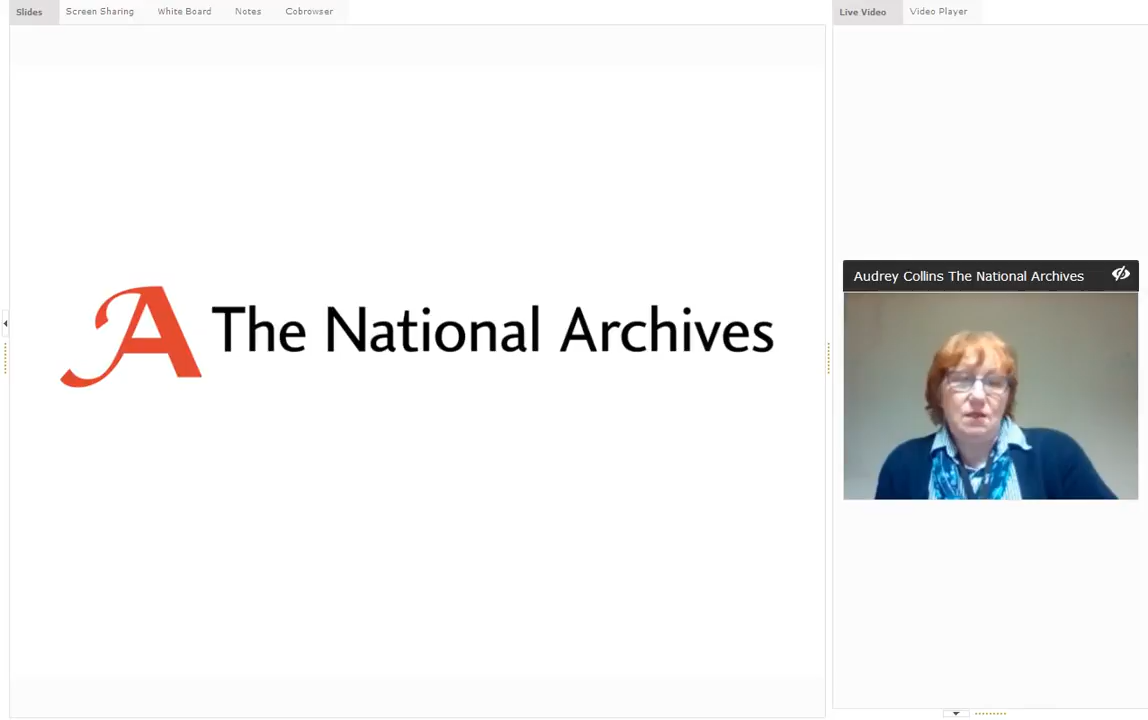 Slides
Screen Sharing
White Board
Notes
Cobrowser
Live Video
Video Player
A The National Archives
Audrey Collins The National Archives